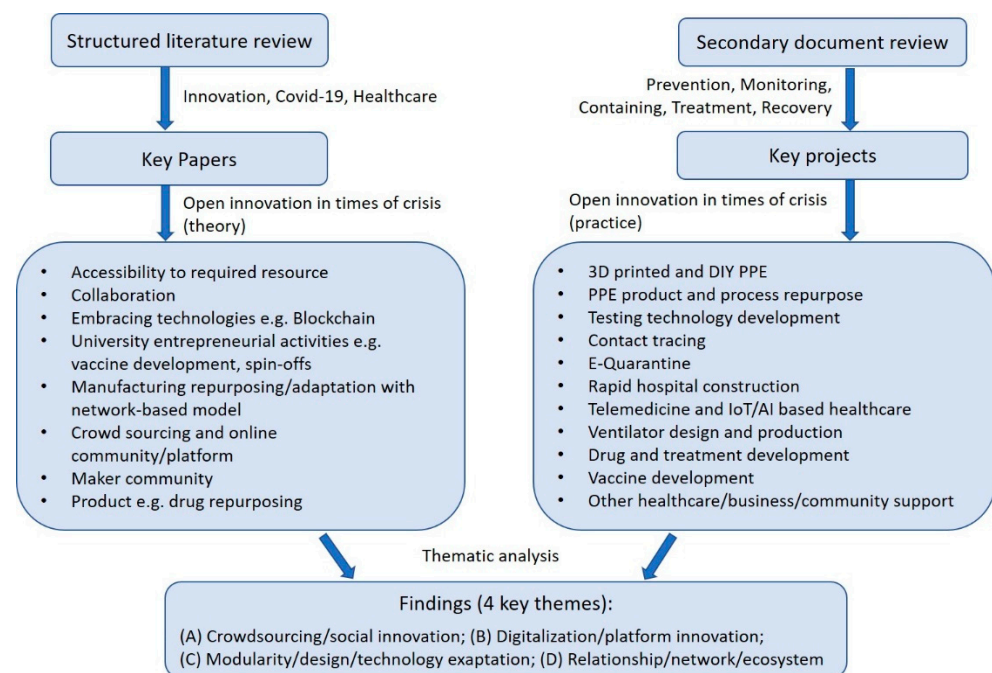 Structured literature review
Innovation, Covid-19, Healthcare
Key Papers
Open innovation in times of crisis
(theory)
• Accessibility to required resource
• Collaboration
• Embracing technologies e.g. Blockchain
• University entrepreneurial activities e.g.
vaccine development, spin-offs
• Manufacturing repurposing/adaptation with
network-based model
• Crowd sourcing and online
community/platform
• Maker community
• Product e.g. drug repurposing
Secondary document review
Prevention, Monitoring,
Containing, Treatment, Recovery
Key projects
Open innovation in times of crisis
(practice)
• 3D printed and DIY PPE
• PPE product and process repurpose
• Testing technology development
• Contact tracing
• E-Quarantine
• Rapid hospital construction
• Telemedicine and IoT/AI based healthcare
• Ventilator design and production
• Drug and treatment development
• Vaccine development
• Other healthcare/business/community support
Thematic analysis
Findings (4 key themes):
(A) Crowdsourcing/social innovation; (B) Digitalization/platform innovation;
(C) Modularity/design/technology exaptation; (D) Relationship/network/ecosystem